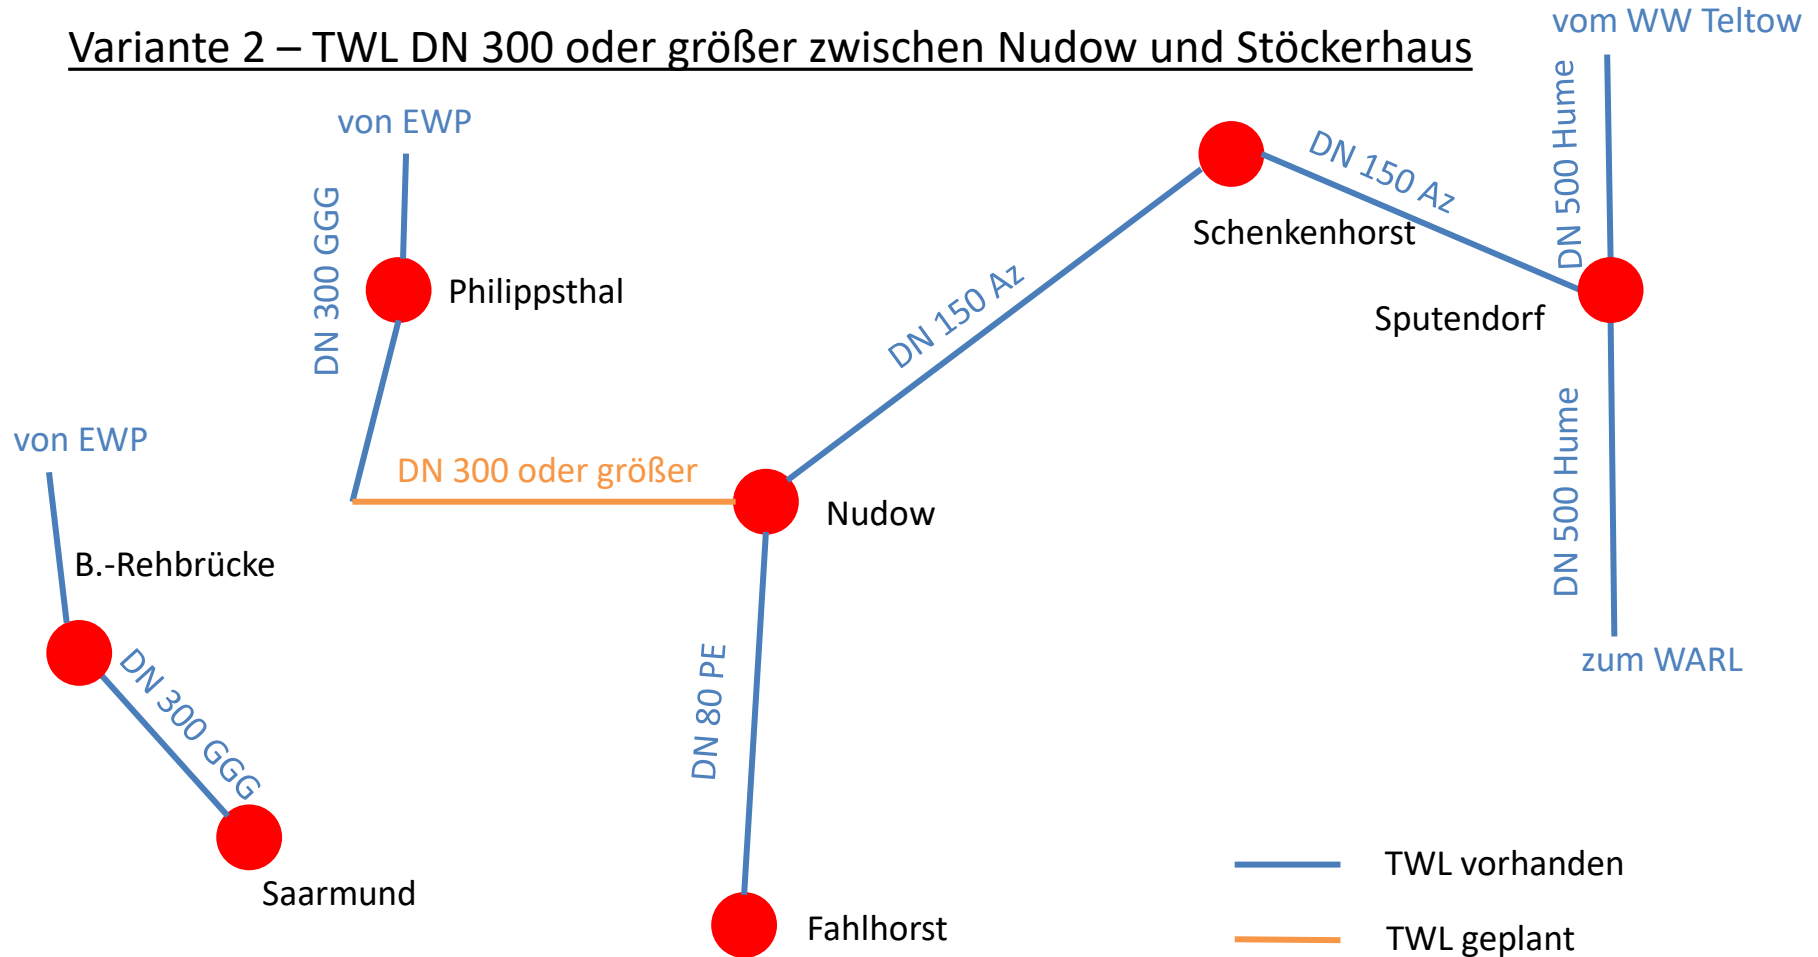 vom WW Teltow
Variante 2 – TWL DN 300 oder größer zwischen Nudow und Stöckerhaus
von EWP
DN 300 GGG
Philippsthal
DN 150 Az
Schenkenhorst
DN 150 Az
DN 500 Hume
Sputendorf
von EWP
DN 300 oder größer
Nudow
DN 500 Hume
B.-Rehbrücke
DN 300 GGG
DN 80 PE
zum WARL
Saarmund
Fahlhorst
TWL vorhanden
TWL geplant